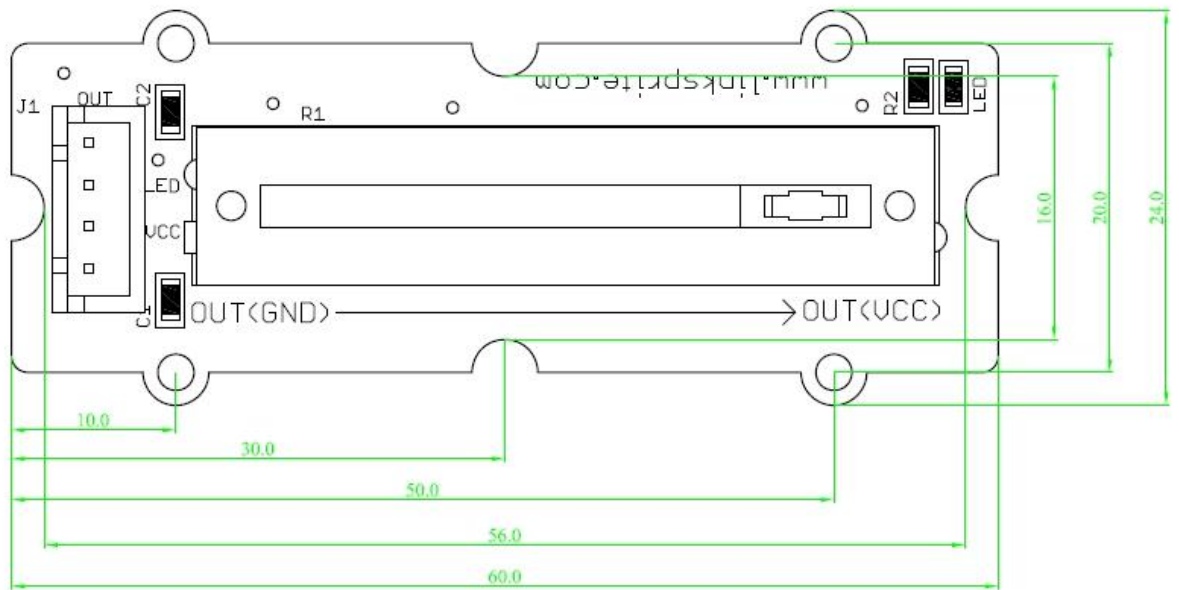 www.linksprite.com
J1
OUT
C2
R1
R2
LED
LED
VCC
C1
OUT(GND)
OUT(VCC)
16.0
20.0
24.0
10.0
30.0
50.0
56.0
60.0